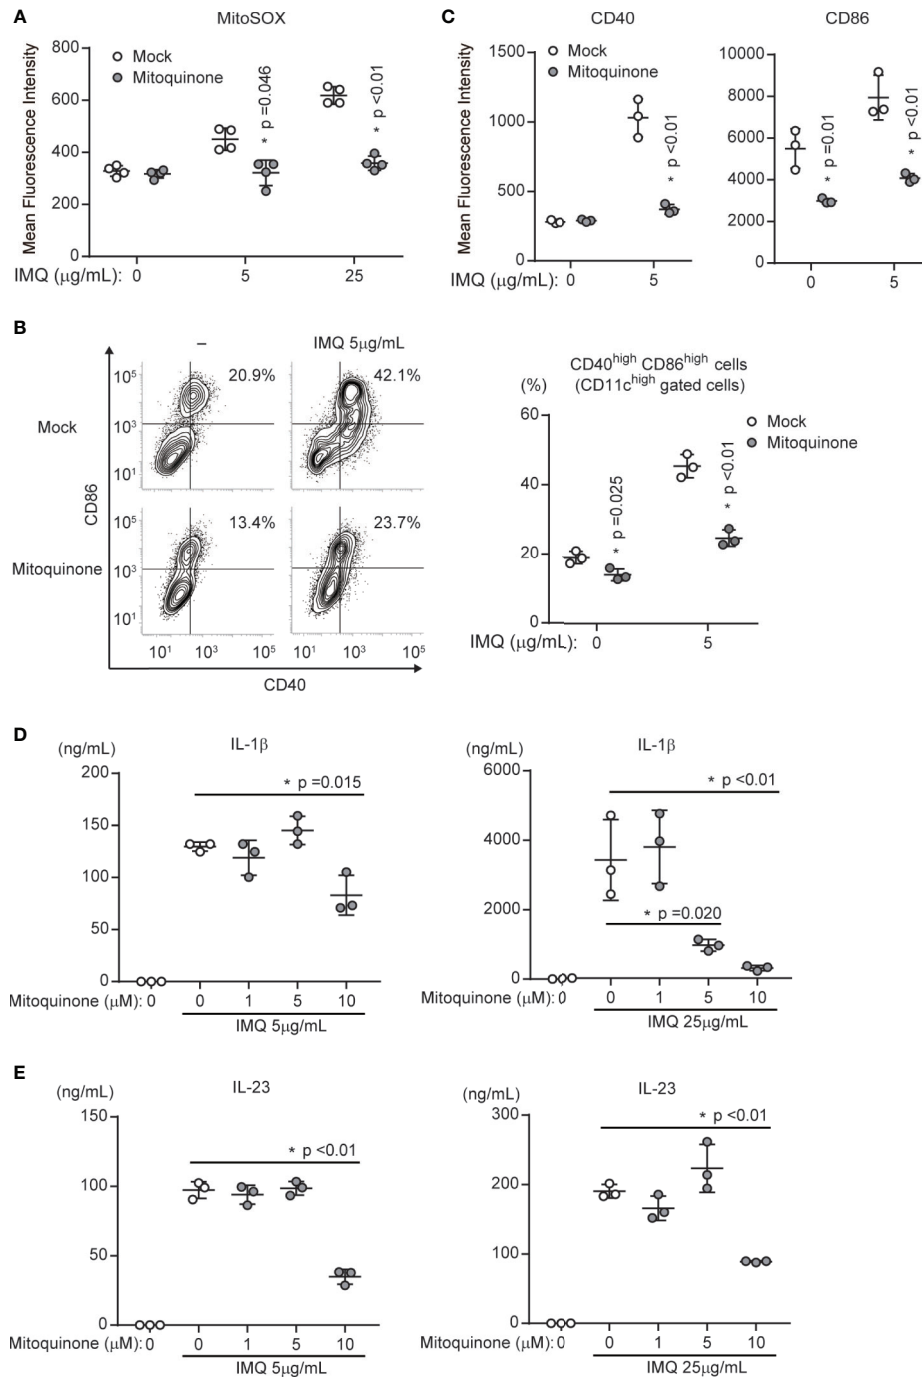 A
MitoSOX
Mean Fluorescence Intensity
800
600
400
200
0
Mock
Mitoquinone
* p =0.046
* p <0.01
IMQ (μg/mL): 0 5 25
C
CD40
Mean Fluorescence Intensity
1500
1000
500
0
Mock
Mitoquinone
* p <0.01
IMQ (μg/mL): 0 5
CD86
10000
8000
6000
4000
2000
0
* p =0.01
* p <0.01
0 5
B
– IMQ 5μg/mL
Mock
10⁵
10³
10¹
20.9%
42.1%
CD86
Mitoquinone
10⁵
10³
10¹
13.4%
23.7%
10¹ 10³ 10⁵ 10¹ 10³ 10⁵
CD40
CD40high CD86high cells
(CD11chigh gated cells)
(%)
60
40
20
0
Mock
Mitoquinone
* p =0.025
* p <0.01
IMQ (μg/mL): 0 5
D
(ng/mL)
IL-1β
200
150
100
50
0
* p =0.015
Mitoquinone (μM): 0 0 1 5 10
IMQ 5μg/mL
IL-1β
(ng/mL)
6000
4000
2000
0
* p <0.01
* p =0.020
Mitoquinone (μM): 0 0 1 5 10
IMQ 25μg/mL
E
(ng/mL)
IL-23
150
100
50
0
* p <0.01
Mitoquinone (μM): 0 0 1 5 10
IMQ 5μg/mL
IL-23
(ng/mL)
300
200
100
0
* p <0.01
Mitoquinone (μM): 0 0 1 5 10
IMQ 25μg/mL